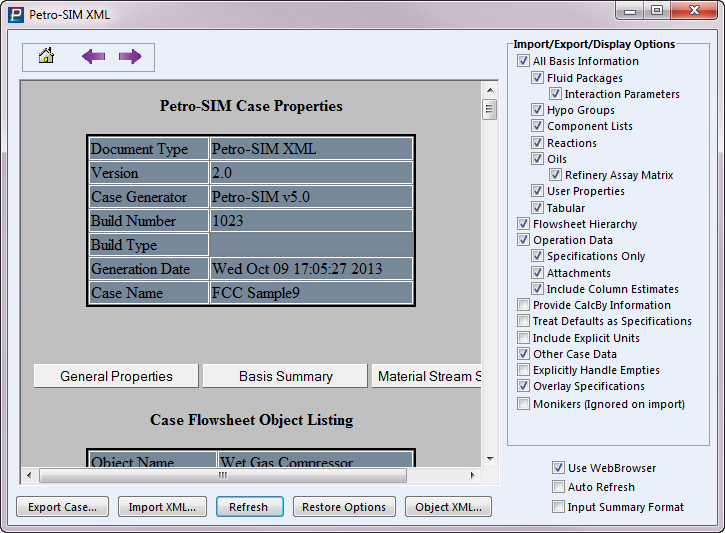 Petro-SIM XML
Petro-SIM Case Properties
Document Type Petro-SIM XML
Version 2.0
Case Generator Petro-SIM v5.0
Build Number 1023
Build Type
Generation Date Wed Oct 09 17:05:27 2013
Case Name FCC Sample9
General Properties Basis Summary Material Stream S
Case Flowsheet Object Listing
Object Name Wet Gas Compressor
Export Case... Import XML... Refresh Restore Options Object XML...
Import/Export/Display Options
All Basis Information
Fluid Packages
Interaction Parameters
Hypo Groups
Component Lists
Reactions
Oils
Refinery Assay Matrix
User Properties
Tabular
Flowsheet Hierarchy
Operation Data
Specifications Only
Attachments
Include Column Estimates
Provide CalcBy Information
Treat Defaults as Specifications
Include Explicit Units
Other Case Data
Explicitly Handle Empties
Overlay Specifications
Monikers (Ignored on import)
Use WebBrowser
Auto Refresh
Input Summary Format